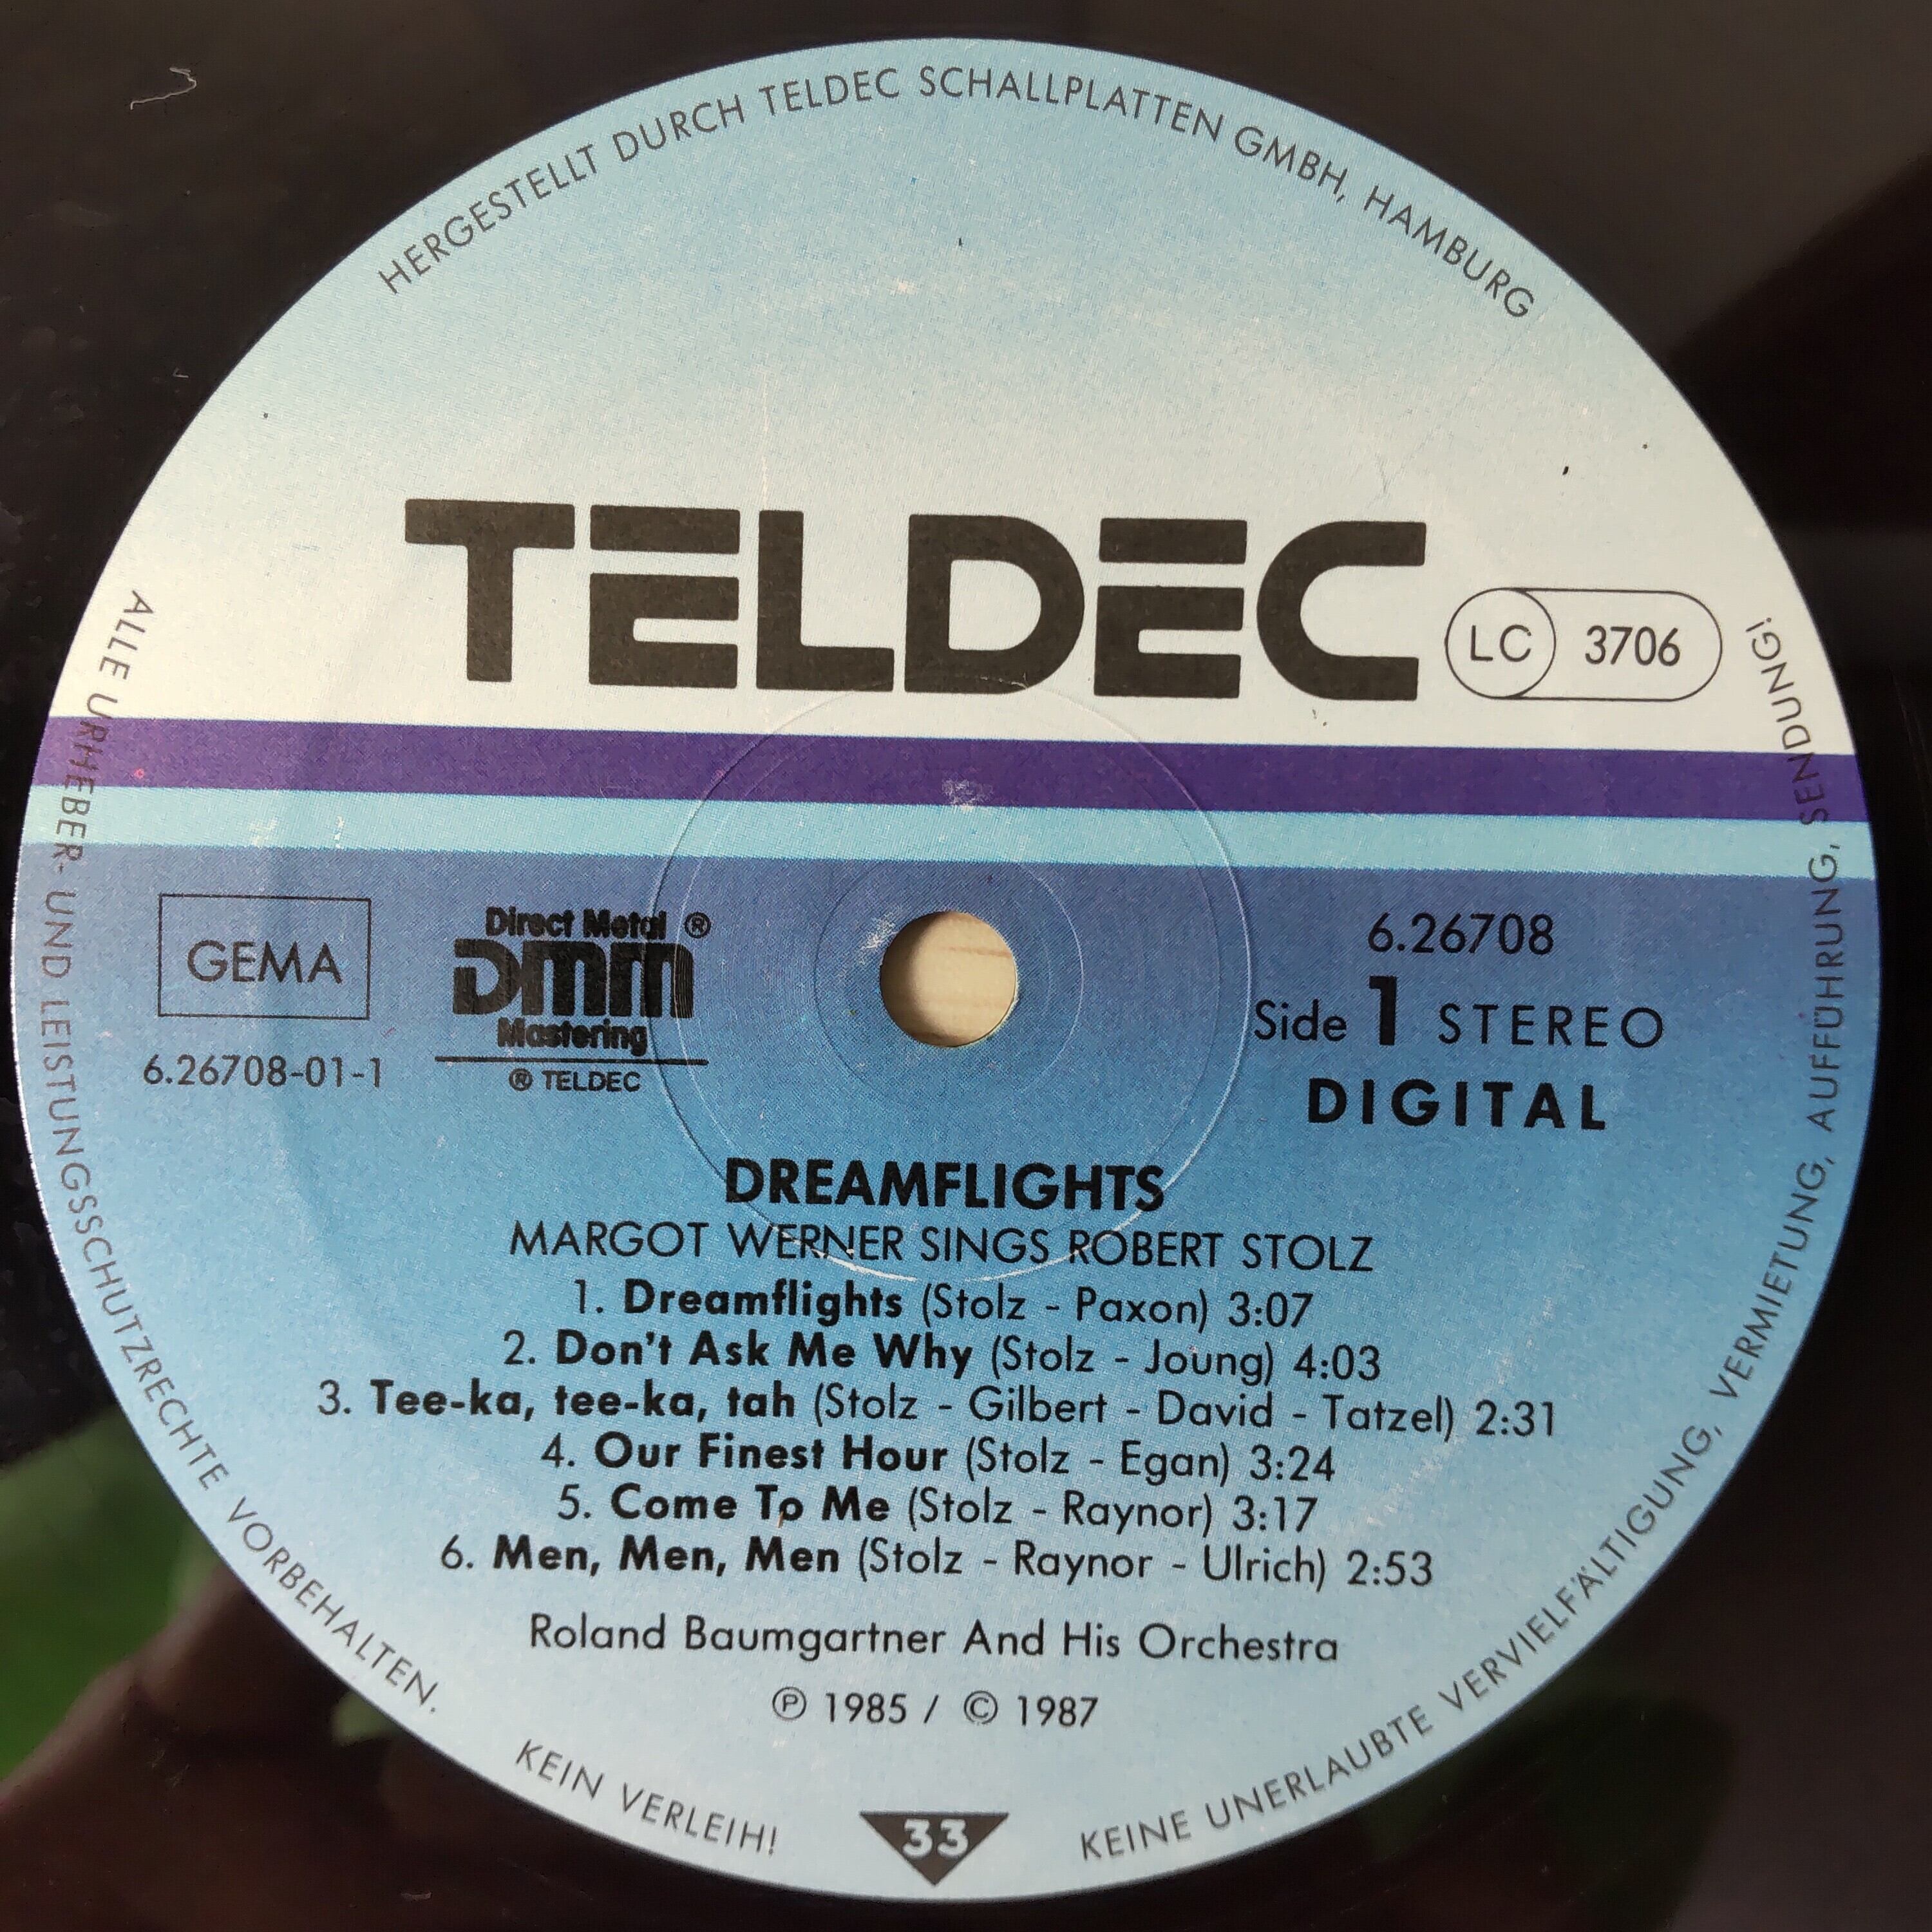 HERGESTELLT DURCH TELDEC SCHALLPLATTEN GMBH, HAMBURG
TELDEC
LC 3706
GEMA
6.26708-01-1
Direct Metal ®
DMM
Mastering
® TELDEC
6.26708
Side 1 STEREO
DIGITAL
DREAMFLIGHTS
MARGOT WERNER SINGS ROBERT STOLZ
1. Dreamflights (Stolz - Paxon) 3:07
2. Don't Ask Me Why (Stolz - Joung) 4:03
3. Tee-ka, tee-ka, tah (Stolz - Gilbert - David - Tatzel) 2:31
4. Our Finest Hour (Stolz - Egan) 3:24
5. Come To Me (Stolz - Raynor) 3:17
6. Men, Men, Men (Stolz - Raynor - Ulrich) 2:53
Roland Baumgartner And His Orchestra
℗ 1985 / © 1987
33
ALLE URHEBER- UND LEISTUNGSSCHUTZRECHTE VORBEHALTEN.
KEIN VERLEIH!
KEINE UNERLAUBTE VERVIELFÄLTIGUNG, VERMIETUNG, AUFFÜHRUNG, SENDUNG!